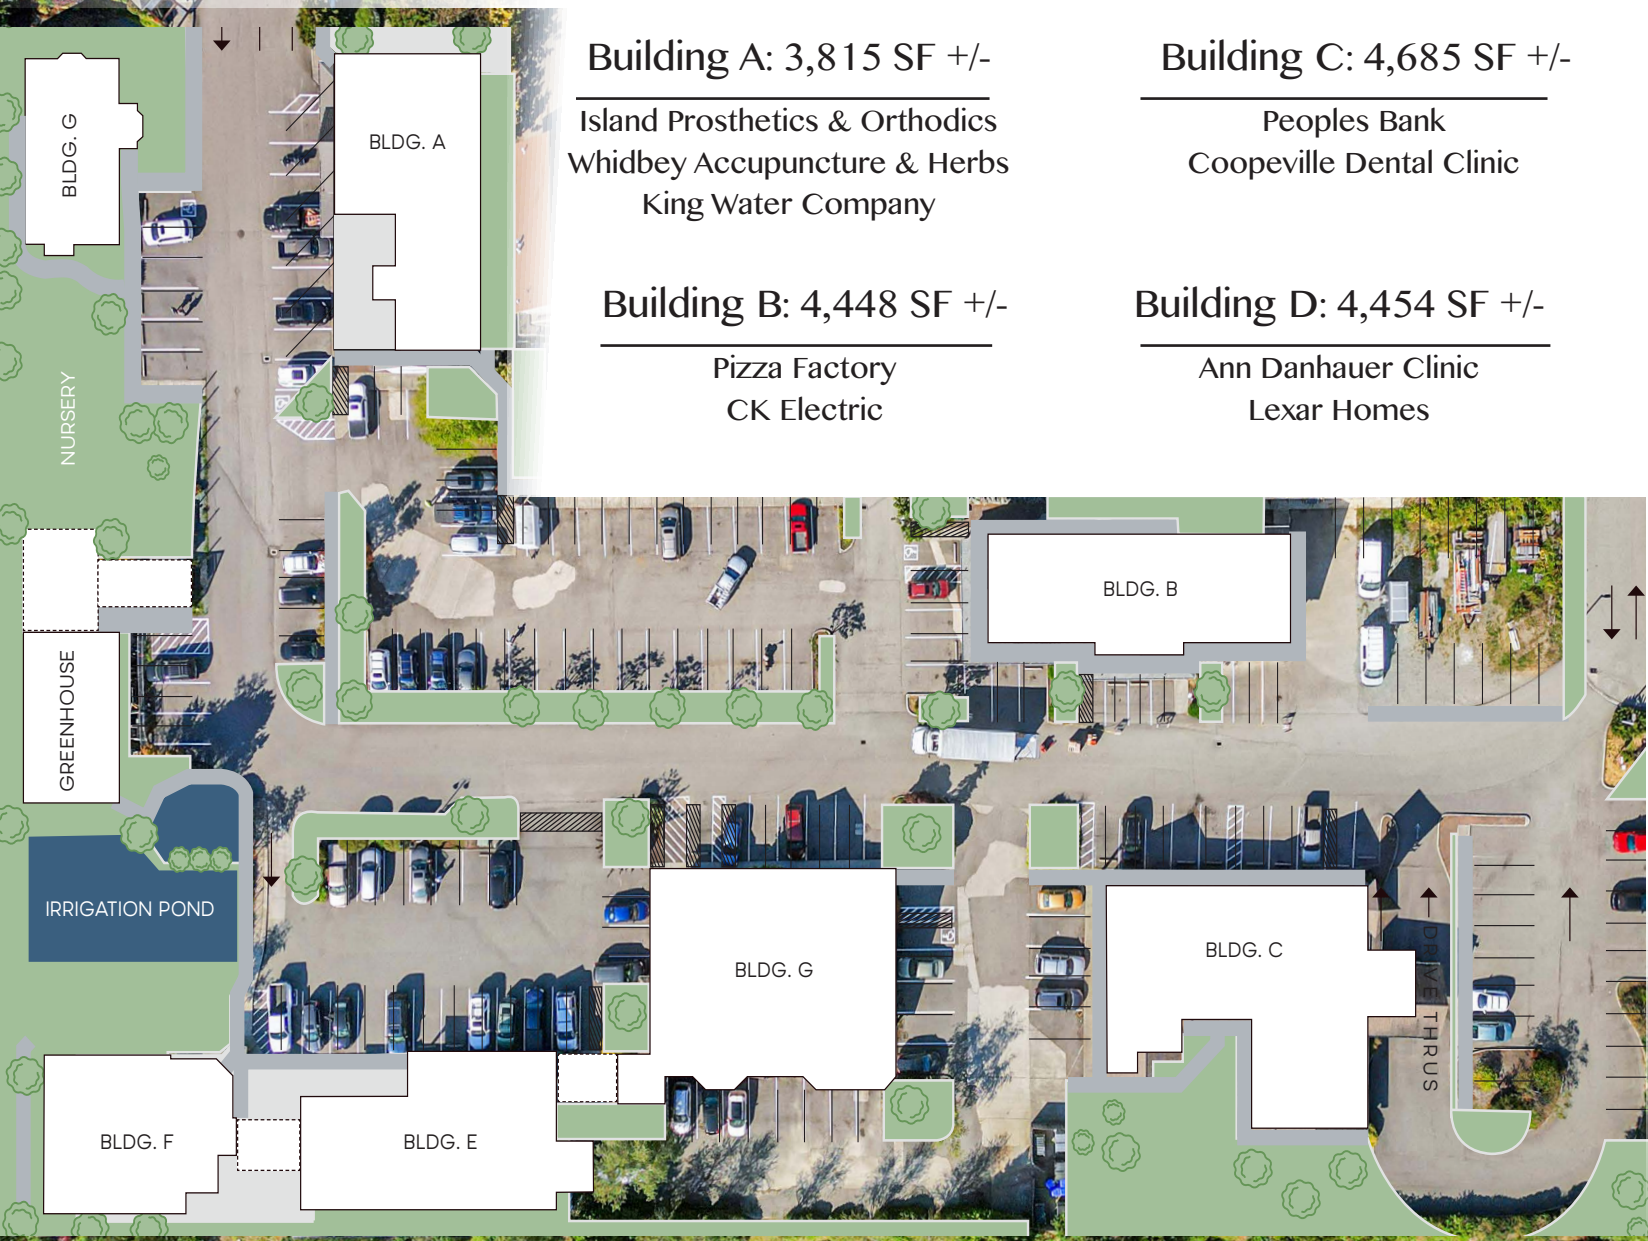 Building A: 3,815 SF +/-
Island Prosthetics & Orthodics
Whidbey Accupuncture & Herbs
King Water Company
Building C: 4,685 SF +/-
Peoples Bank
Coopeville Dental Clinic
Building B: 4,448 SF +/-
Pizza Factory
CK Electric
Building D: 4,454 SF +/-
Ann Danhauer Clinic
Lexar Homes
BLDG. G
BLDG. A
NURSERY
BLDG. B
GREENHOUSE
IRRIGATION POND
BLDG. G
BLDG. C
DRIVE THRUS
BLDG. F
BLDG. E